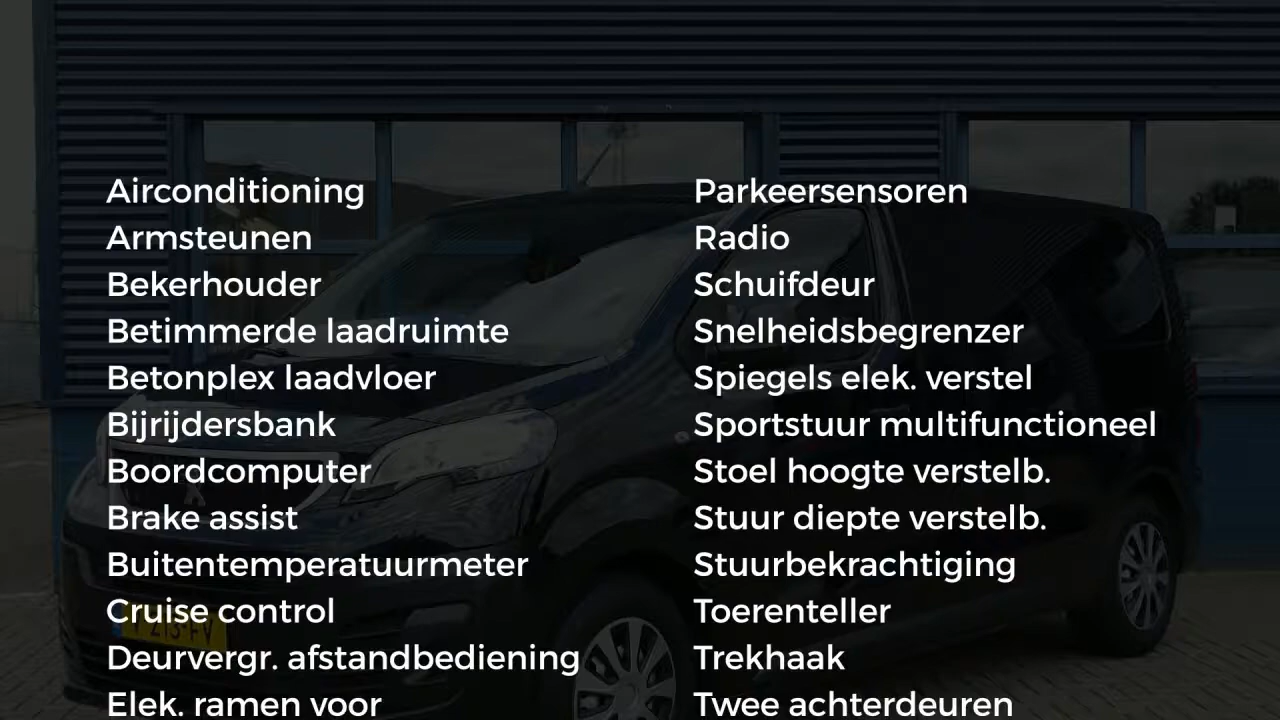 Airconditioning
Armsteunen
Bekerhouder
Betimmerde laadruimte
Betonplex laadvloer
Bijrijdersbank
Boordcomputer
Brake assist
Buitentemperatuurmeter
Cruise control
Deurvergr. afstandbediening
Elek. ramen voor
Parkeersensoren
Radio
Schuifdeur
Snelheidsbegrenzer
Spiegels elek. verstel
Sportstuur multifunctioneel
Stoel hoogte verstelb.
Stuur diepte verstelb.
Stuurbekrachtiging
Toerenteller
Trekhaak
Twee achterdeuren